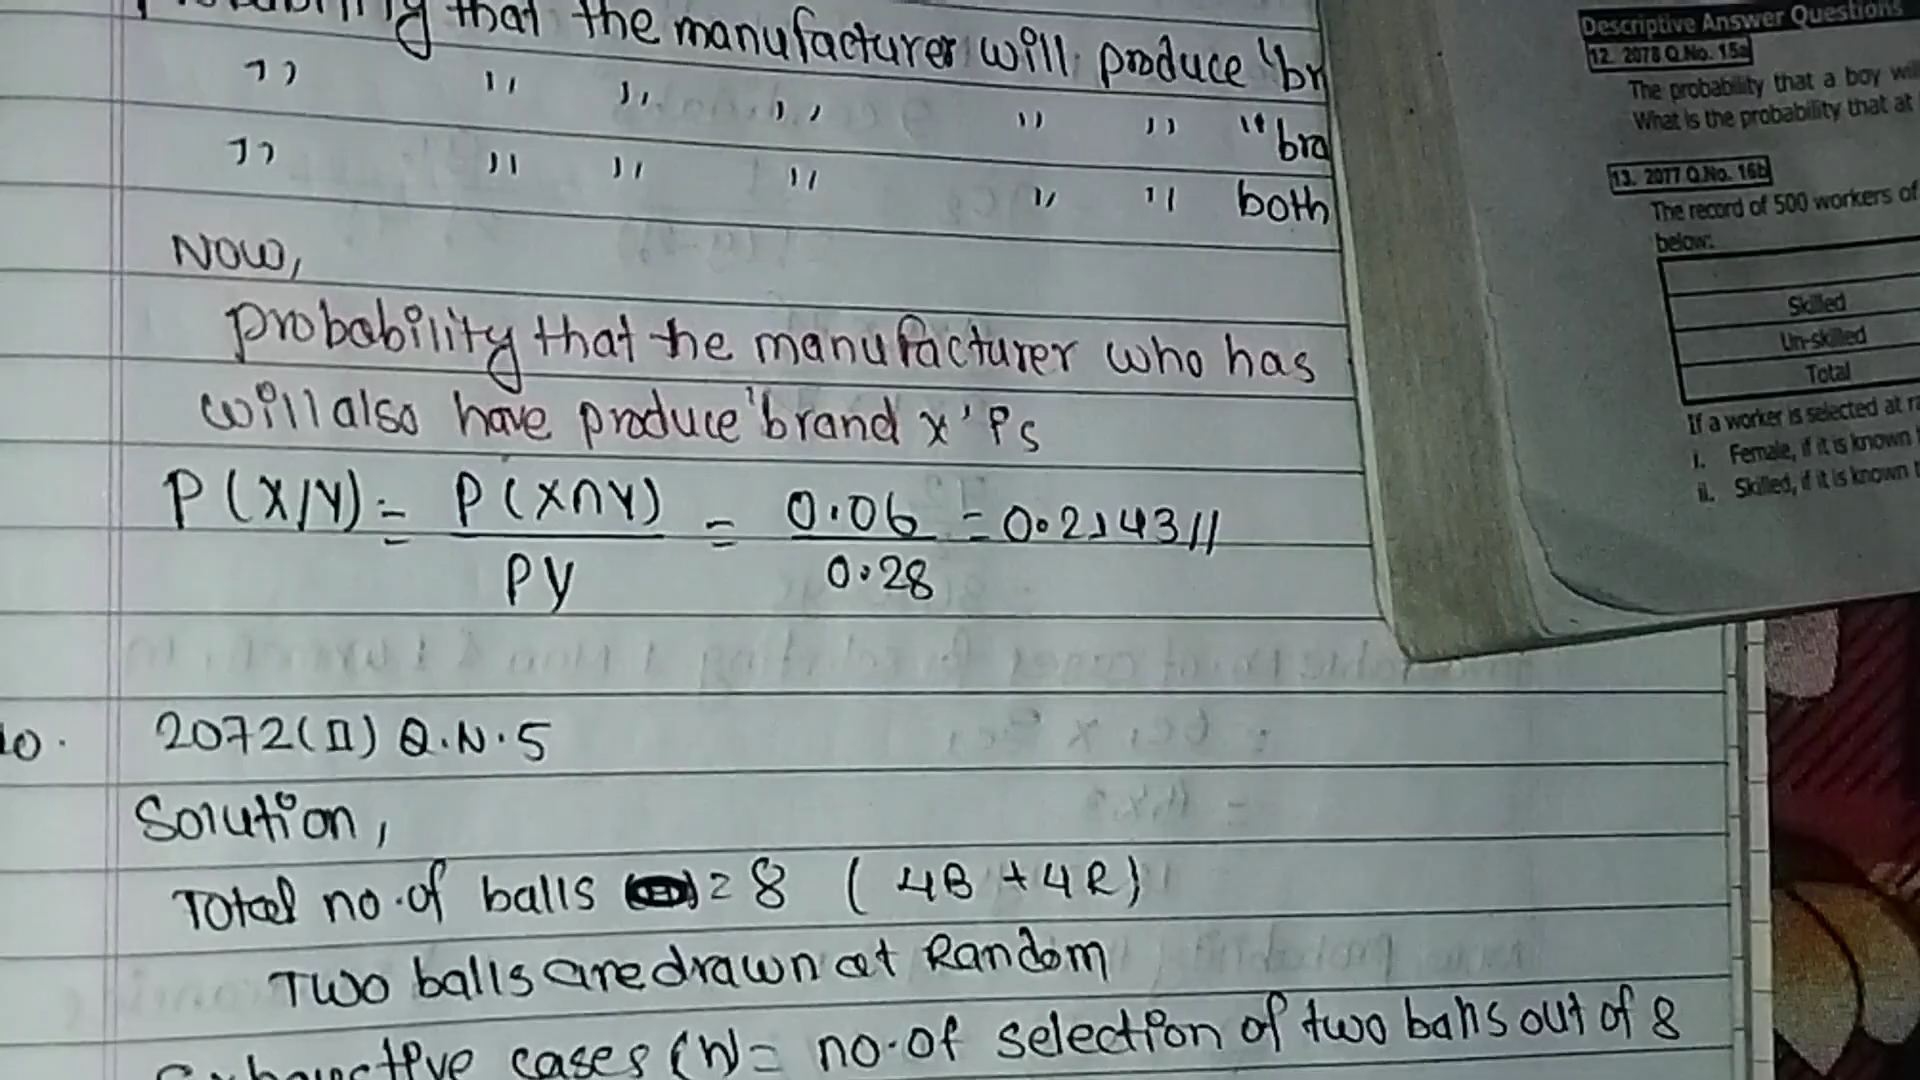 that the manufacturer will produce "br
" " " " " " "bra
" " " " " " both
Now,
probability that the manufacturer who has
will also have produce 'brand x' is
P(X/Y) = P(X∩Y) / PY = 0.06 / 0.28 = 0.2143//
10. 2072(II) Q.N.5
Solution,
Total no. of balls = 8 (4B + 4R)
Two balls are drawn at Random
cases (n) = no. of selection of two balls out of 8
Descriptive Answer Questions
12. 2078 Q.No. 15a
The probability that a boy will
What is the probability that at
13. 2077 Q.No. 16b
The record of 500 workers of
below:
Skilled
Un-skilled
Total
If a worker is selected at ra
i. Female, if it is known
ii. Skilled, if it is known t